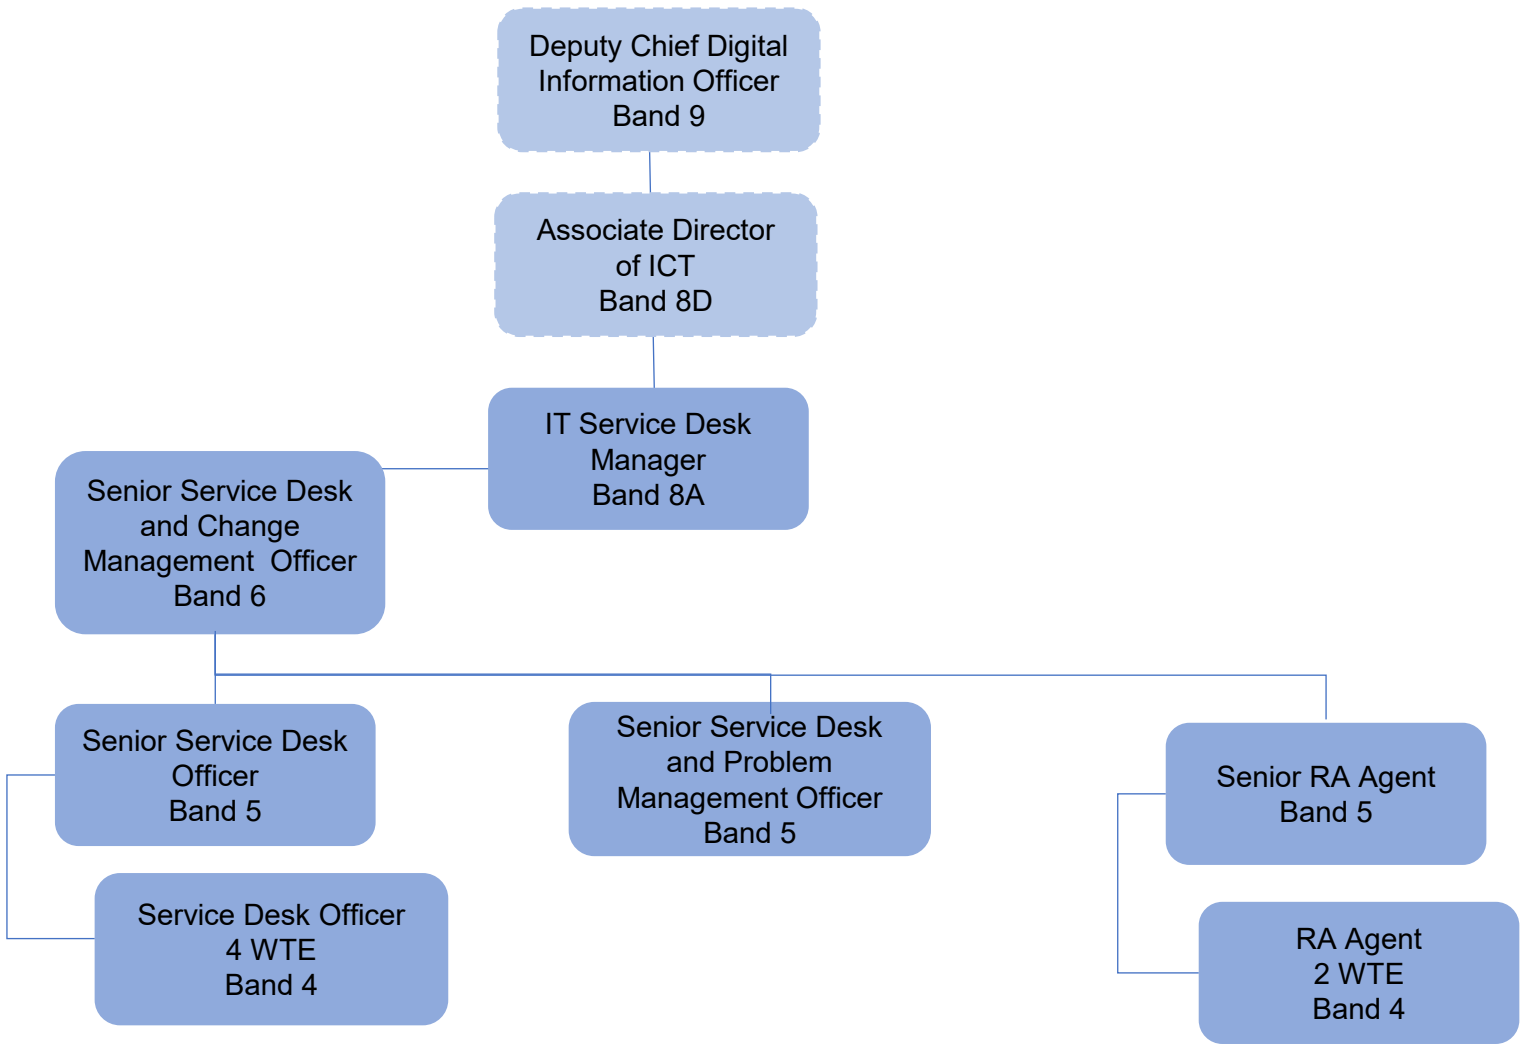 Deputy Chief Digital
Information Officer
Band 9
Associate Director
of ICT
Band 8D
IT Service Desk
Manager
Band 8A
Senior Service Desk
and Change
Management  Officer
Band 6
Senior Service Desk
Officer
Band 5
Senior Service Desk
and Problem
Management Officer
Band 5
Senior RA Agent
Band 5
Service Desk Officer
4 WTE
Band 4
RA Agent
2 WTE
Band 4